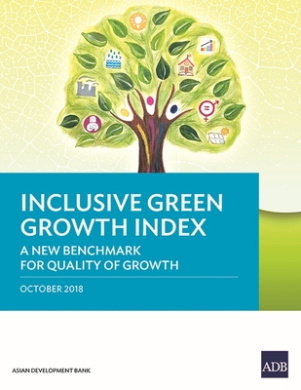 INCLUSIVE GREEN
GROWTH INDEX
A NEW BENCHMARK
FOR QUALITY OF GROWTH
OCTOBER 2018
ASIAN DEVELOPMENT BANK
ADB